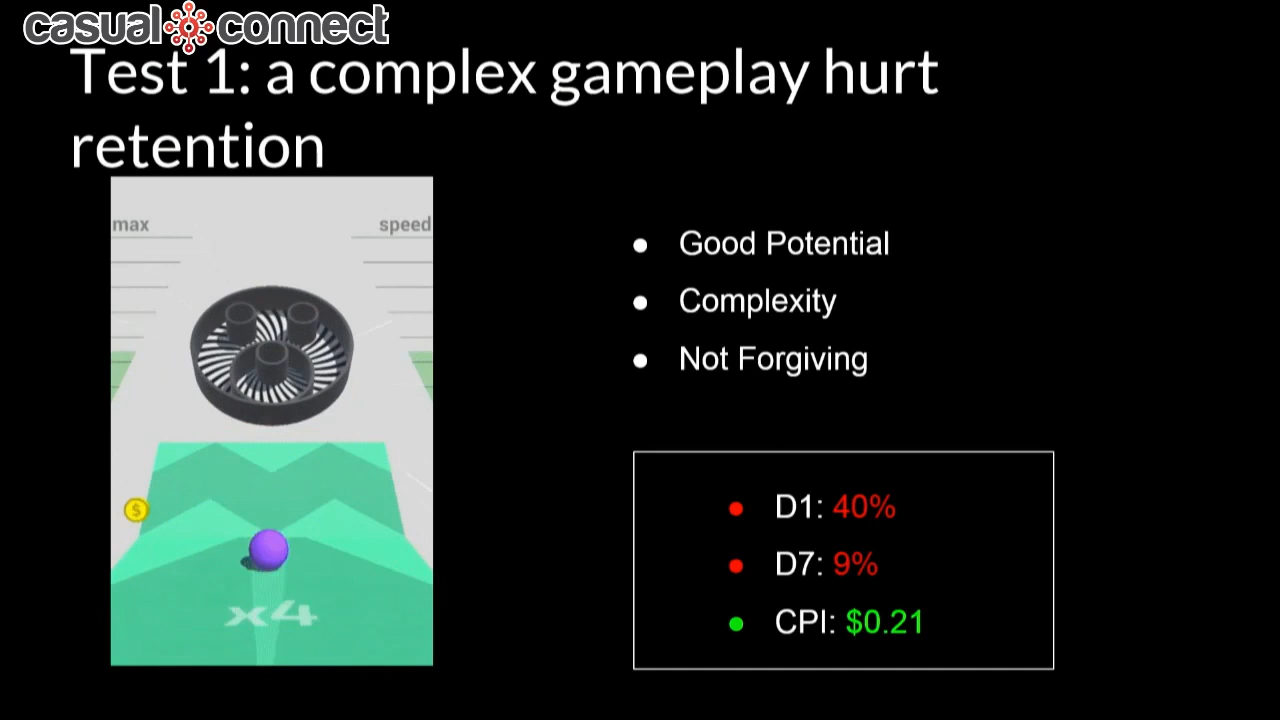 casual connect
Test 1: a complex gameplay hurt
retention
max
speed
$
x4
● Good Potential
● Complexity
● Not Forgiving
● D1: 40%
● D7: 9%
● CPI: $0.21